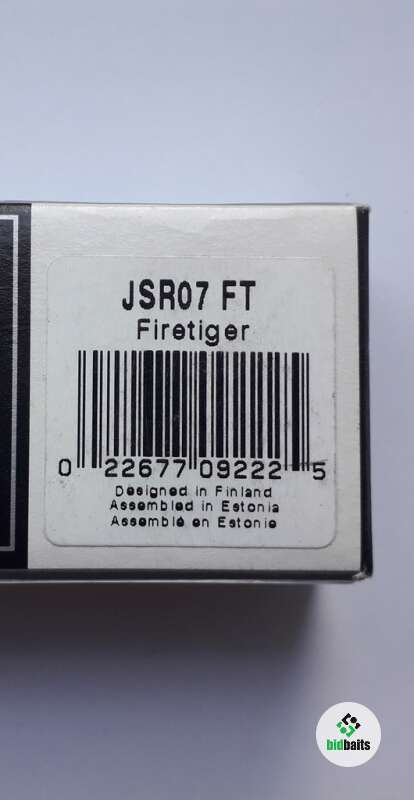 JSR07 FT
Firetiger
0 22677 09222 5
Designed in Finland
Assembled in Estonia
Assemblé en Estonie
bidbaits